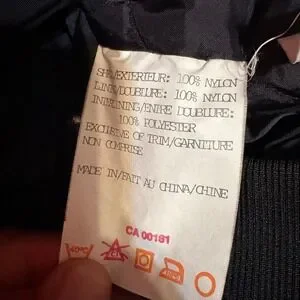 SHELL/EXTERIEUR: 100% NYLON
LINING/DOUBLURE: 100% NYLON
INTERLINING/ENTRE DOUBLURE:
100% POLYESTER
EXCLUSIVE OF TRIM/GARNITURE
NON COMPRISE
MADE IN/FAIT AU CHINA/CHINE
CA 00161
40°C